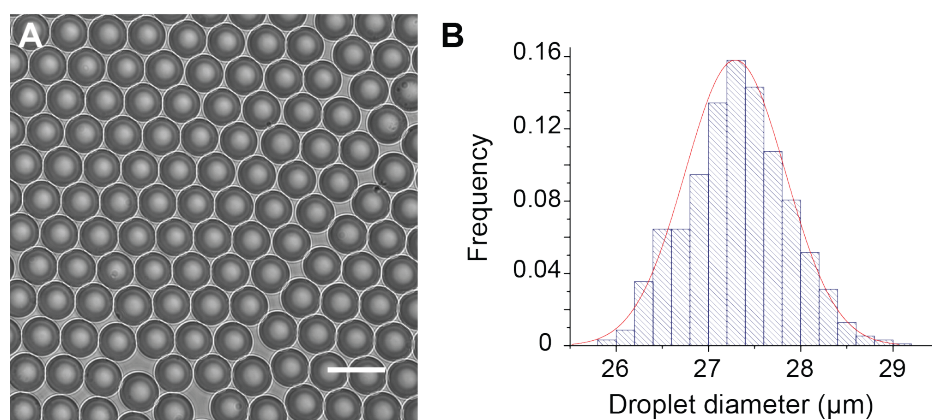 A
B
0.16
0.12
0.08
0.04
0
Frequency
26 27 28 29
Droplet diameter (µm)